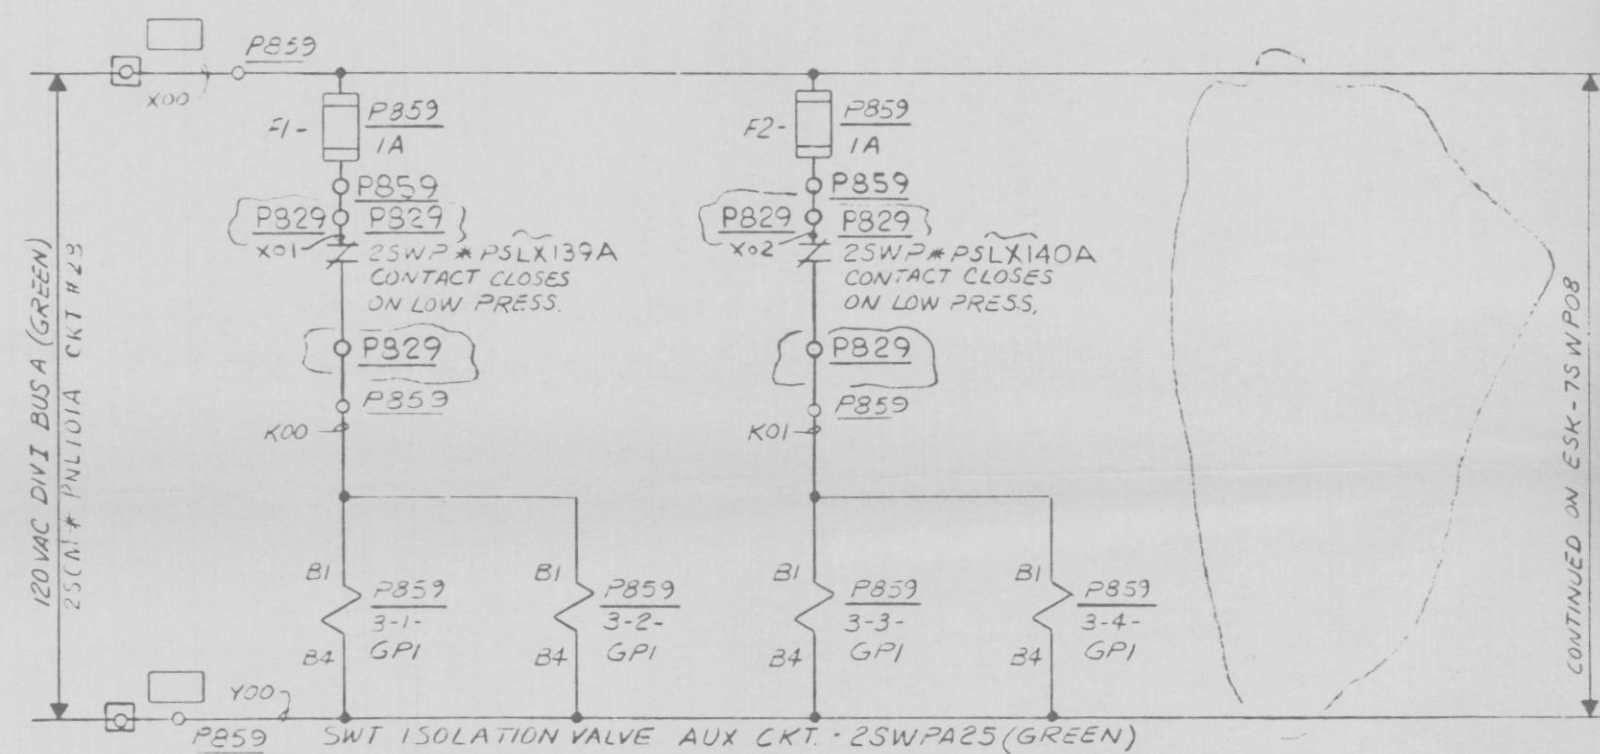 P859
X00
F1-
P859
1A
P859
P829
P829
X01
2SWP*PSLX139A
CONTACT CLOSES
ON LOW PRESS.
P829
P859
K00
B1
P859
3-1-
GP1
B4
B1
P859
3-2-
GP1
B4
F2-
P859
1A
P859
P829
P829
X02
2SWP*PSLX140A
CONTACT CLOSES
ON LOW PRESS.
P829
P859
K01
B1
P859
3-3-
GP1
B4
B1
P859
3-4-
GP1
B4
120VAC DIV I BUS A (GREEN)
CKT
CONTINUED ON ESK-7SWP08
Y00
P859
SWT ISOLATION VALVE AUX CKT. - 2SWPA25 (GREEN)